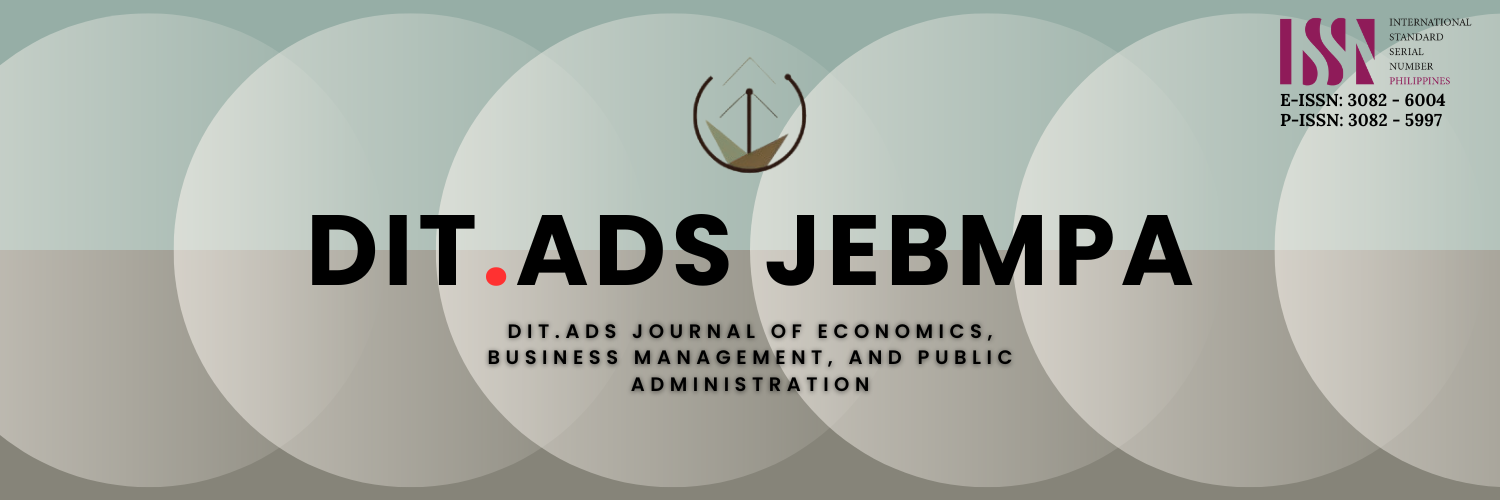 ISSN
INTERNATIONAL
STANDARD
SERIAL
NUMBER
PHILIPPINES
E-ISSN: 3082 - 6004
P-ISSN: 3082 - 5997
DIT.ADS JEBMPA
DIT.ADS JOURNAL OF ECONOMICS,
BUSINESS MANAGEMENT, AND PUBLIC
ADMINISTRATION